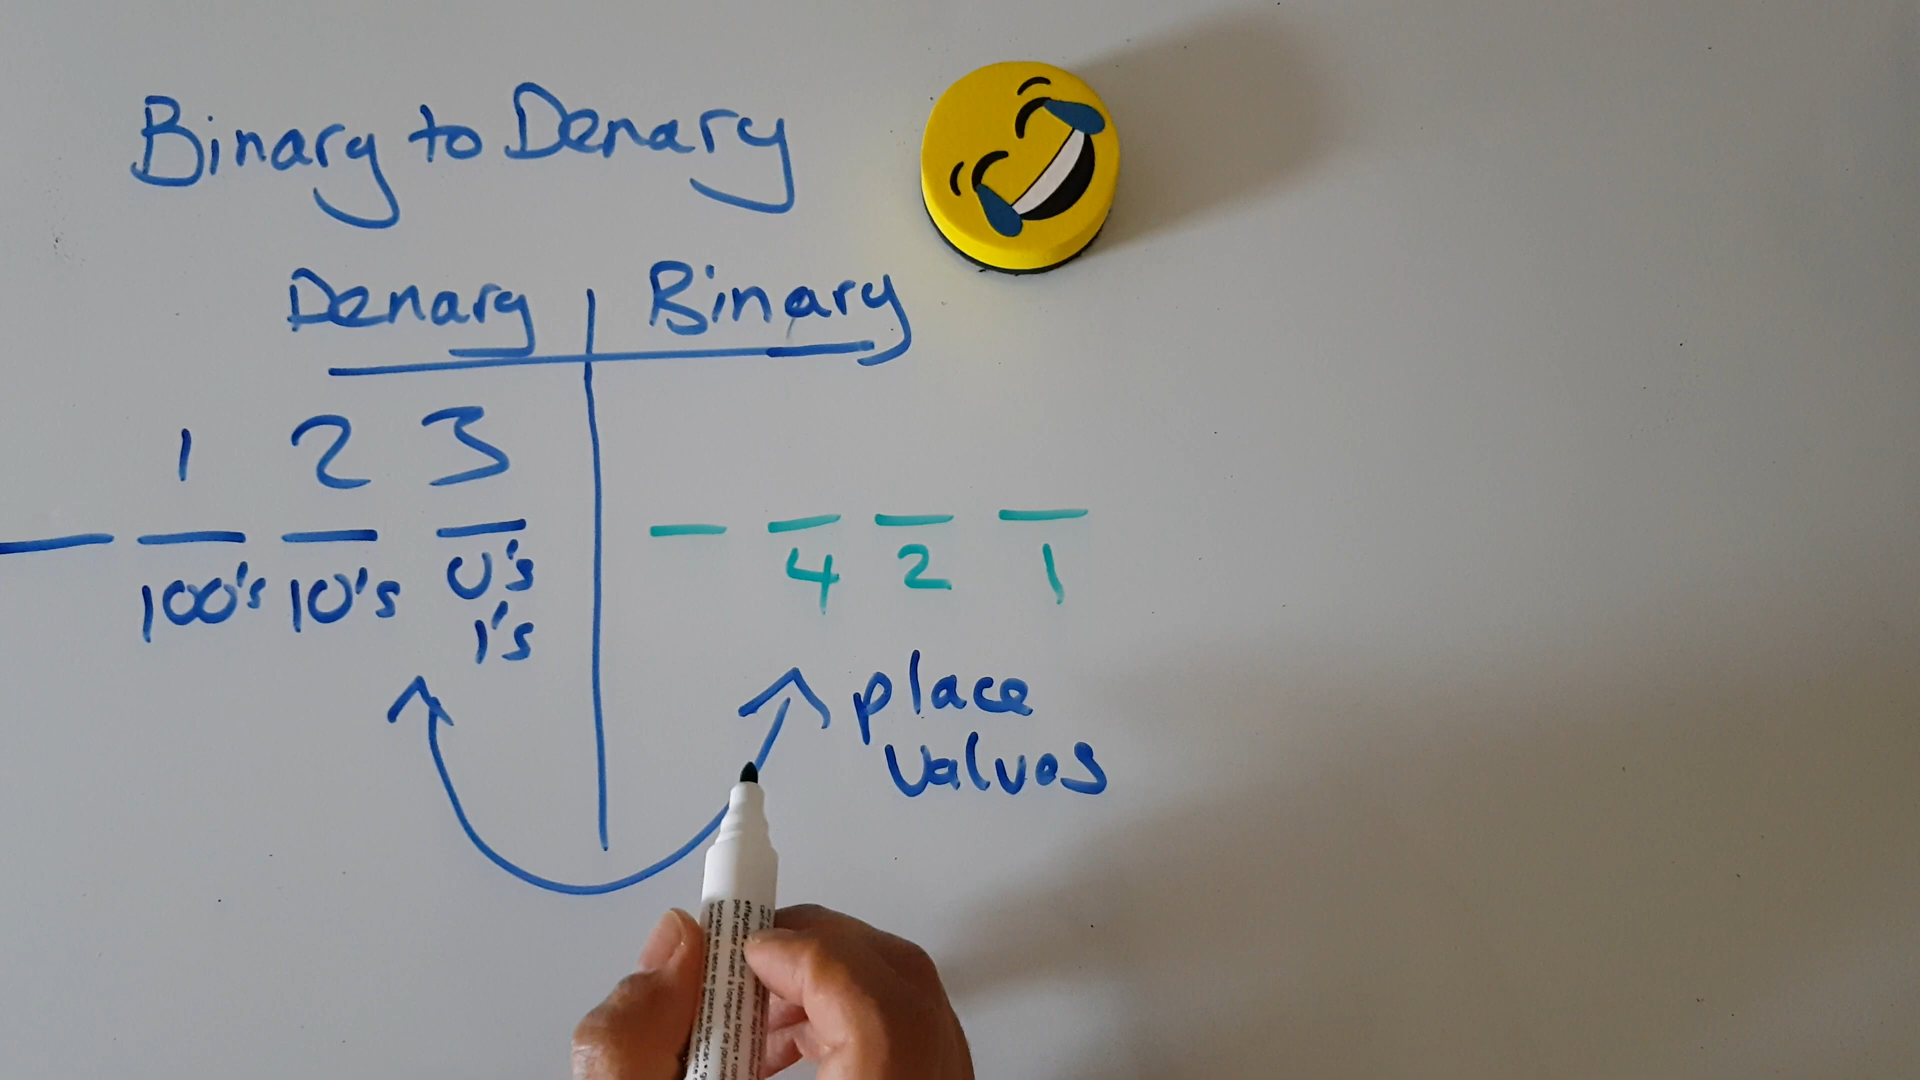 Binary to Denary
Denary Binary
1 2 3
100's 10's U's 4 2 1
1's
place
values